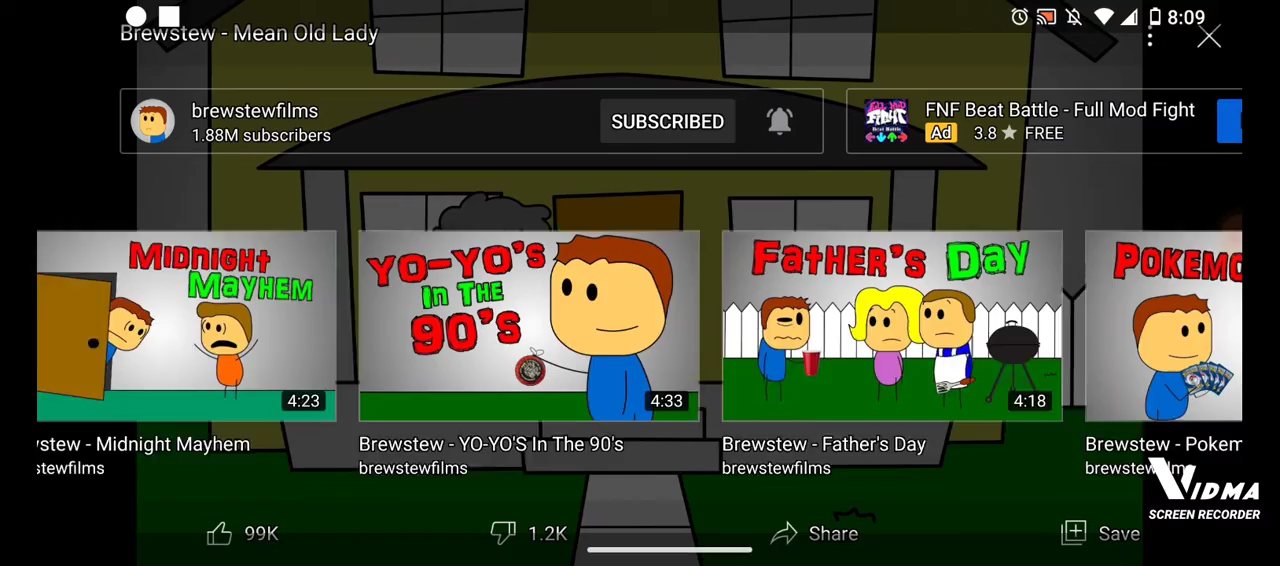 8:09
Brewstew - Mean Old Lady
brewstewfilms
1.88M subscribers
SUBSCRIBED
FNF Beat Battle - Full Mod Fight
Ad 3.8 ★ FREE
MIDNIGHT
MAYHEM
4:23
YO-YO'S
IN THE
90'S
4:33
FATHER'S DAY
4:18
POKEMO
ystew - Midnight Mayhem
stewfilms
Brewstew - YO-YO'S In The 90's
brewstewfilms
Brewstew - Father's Day
brewstewfilms
Brewstew - Pokem
brewstewfilms
VIDMA
SCREEN RECORDER
99K
1.2K
Share
Save